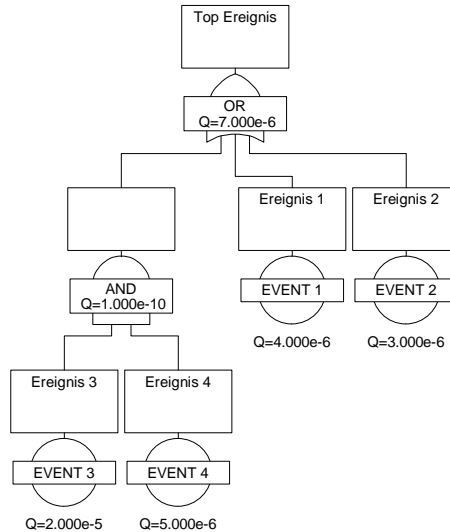 Top Ereignis
OR
Q=7.000e-6
Ereignis 1
Ereignis 2
AND
Q=1.000e-10
EVENT 1
EVENT 2
Q=4.000e-6
Q=3.000e-6
Ereignis 3
Ereignis 4
EVENT 3
EVENT 4
Q=2.000e-5
Q=5.000e-6